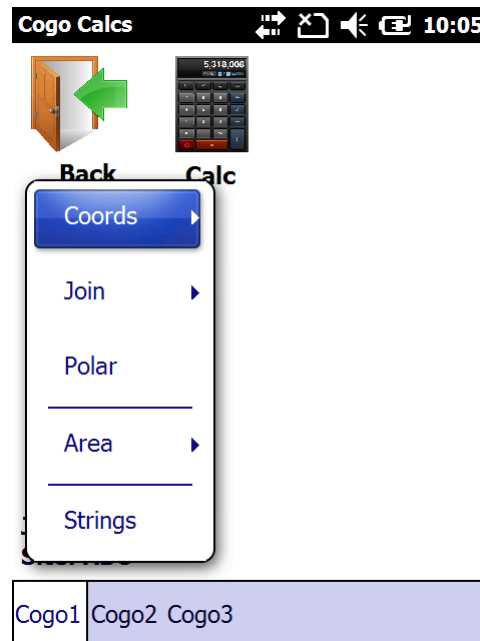 Cogo Calcs 10:05
5,318,006
Back Calc
Coords
Join
Polar
Area
Strings
Cogo1 Cogo2 Cogo3